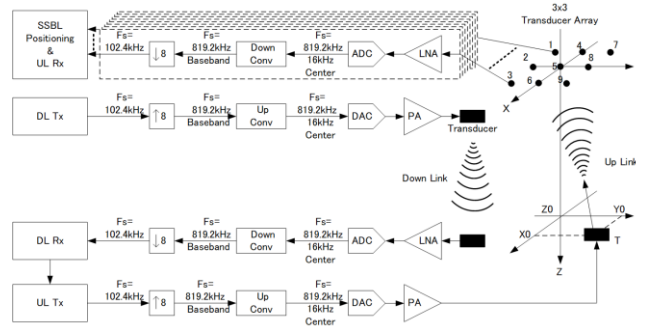 3x3
Transducer Array
SSBL
Positioning
&
UL Rx
Fs=
102.4kHz
↓8
Fs=
819.2kHz
Baseband
Down
Conv
Fs=
819.2kHz
16kHz
Center
ADC
LNA
1
4
7
2
5
8
3
6
9
X
DL Tx
Fs=
102.4kHz
↑8
Fs=
819.2kHz
Baseband
Up
Conv
Fs=
819.2kHz
16kHz
Center
DAC
PA
Transducer
Down Link
Up Link
Z0
Y0
X0
T
Z
DL Rx
Fs=
102.4kHz
↓8
Fs=
819.2kHz
Baseband
Down
Conv
Fs=
819.2kHz
16kHz
Center
ADC
LNA
UL Tx
Fs=
102.4kHz
↑8
Fs=
819.2kHz
Baseband
Up
Conv
Fs=
819.2kHz
16kHz
Center
DAC
PA